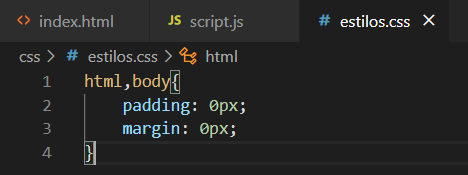 index.html script.js estilos.css
css > estilos.css > html
1 html,body{
2 padding: 0px;
3 margin: 0px;
4 }